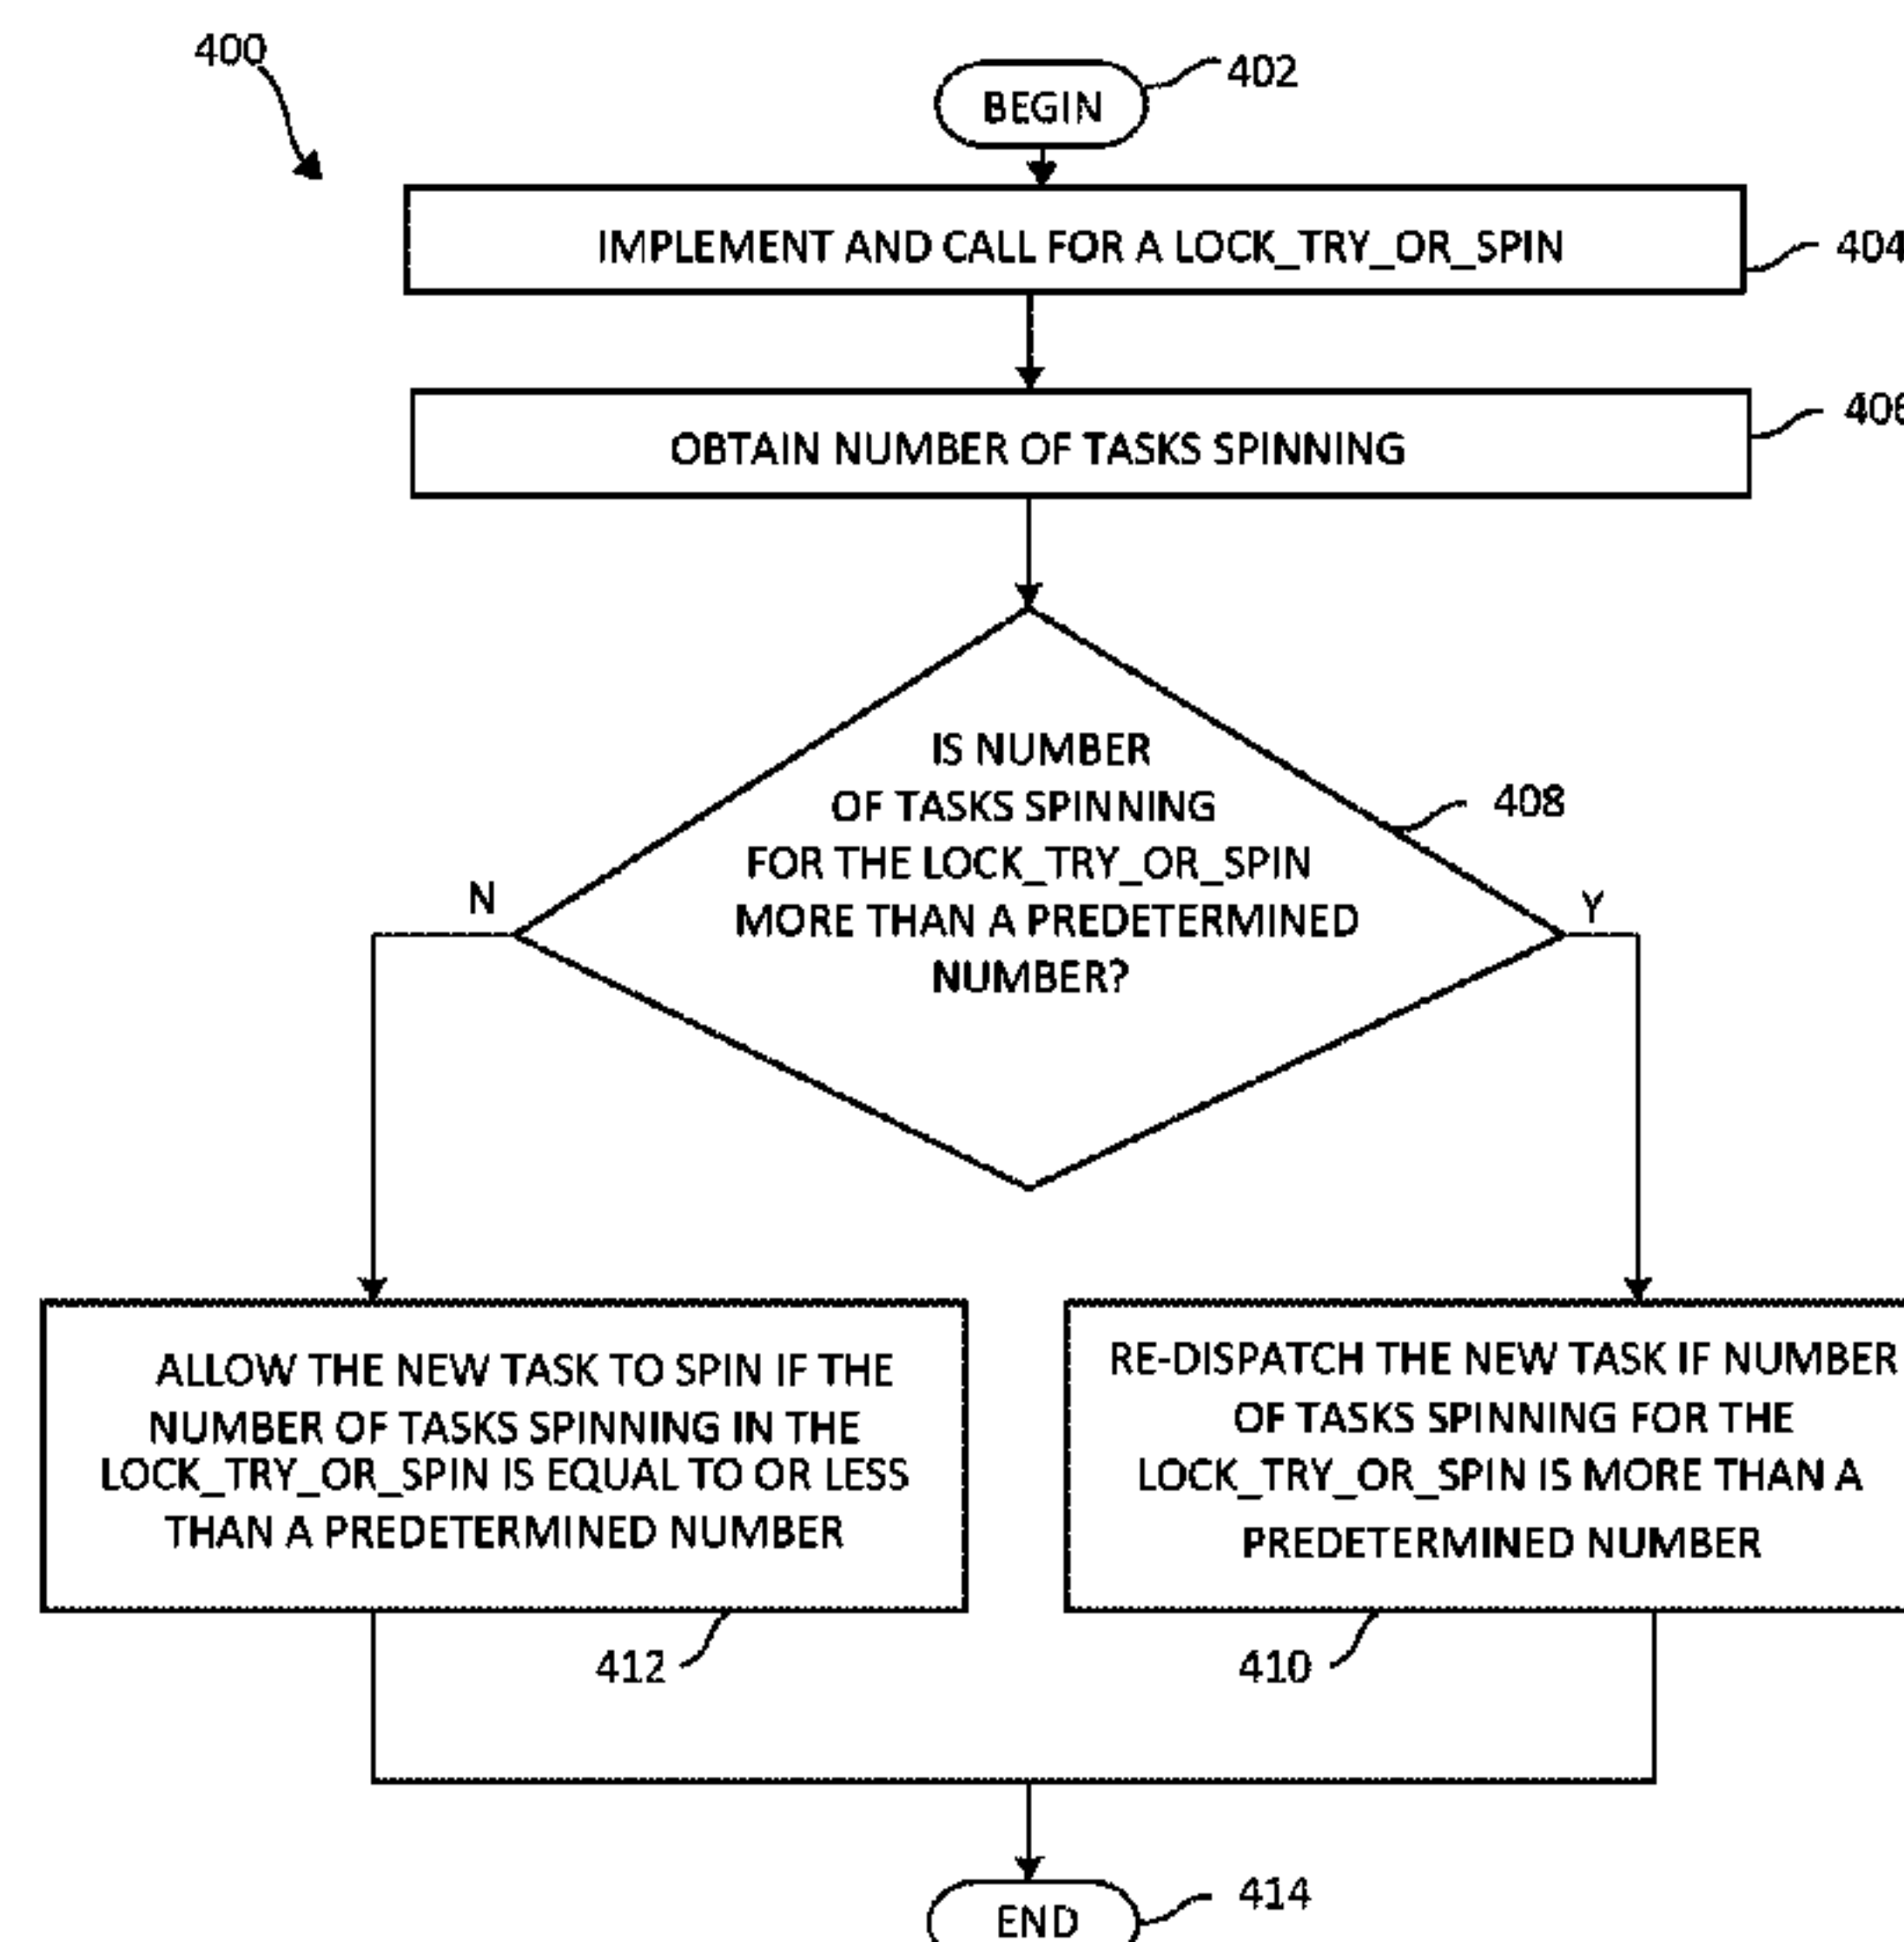 400
402
BEGIN
IMPLEMENT AND CALL FOR A LOCK_TRY_OR_SPIN
404
OBTAIN NUMBER OF TASKS SPINNING
406
IS NUMBER
OF TASKS SPINNING
FOR THE LOCK_TRY_OR_SPIN
MORE THAN A PREDETERMINED
NUMBER?
408
N
Y
ALLOW THE NEW TASK TO SPIN IF THE
NUMBER OF TASKS SPINNING IN THE
LOCK_TRY_OR_SPIN IS EQUAL TO OR LESS
THAN A PREDETERMINED NUMBER
412
RE-DISPATCH THE NEW TASK IF NUMBER
OF TASKS SPINNING FOR THE
LOCK_TRY_OR_SPIN IS MORE THAN A
PREDETERMINED NUMBER
410
END
414